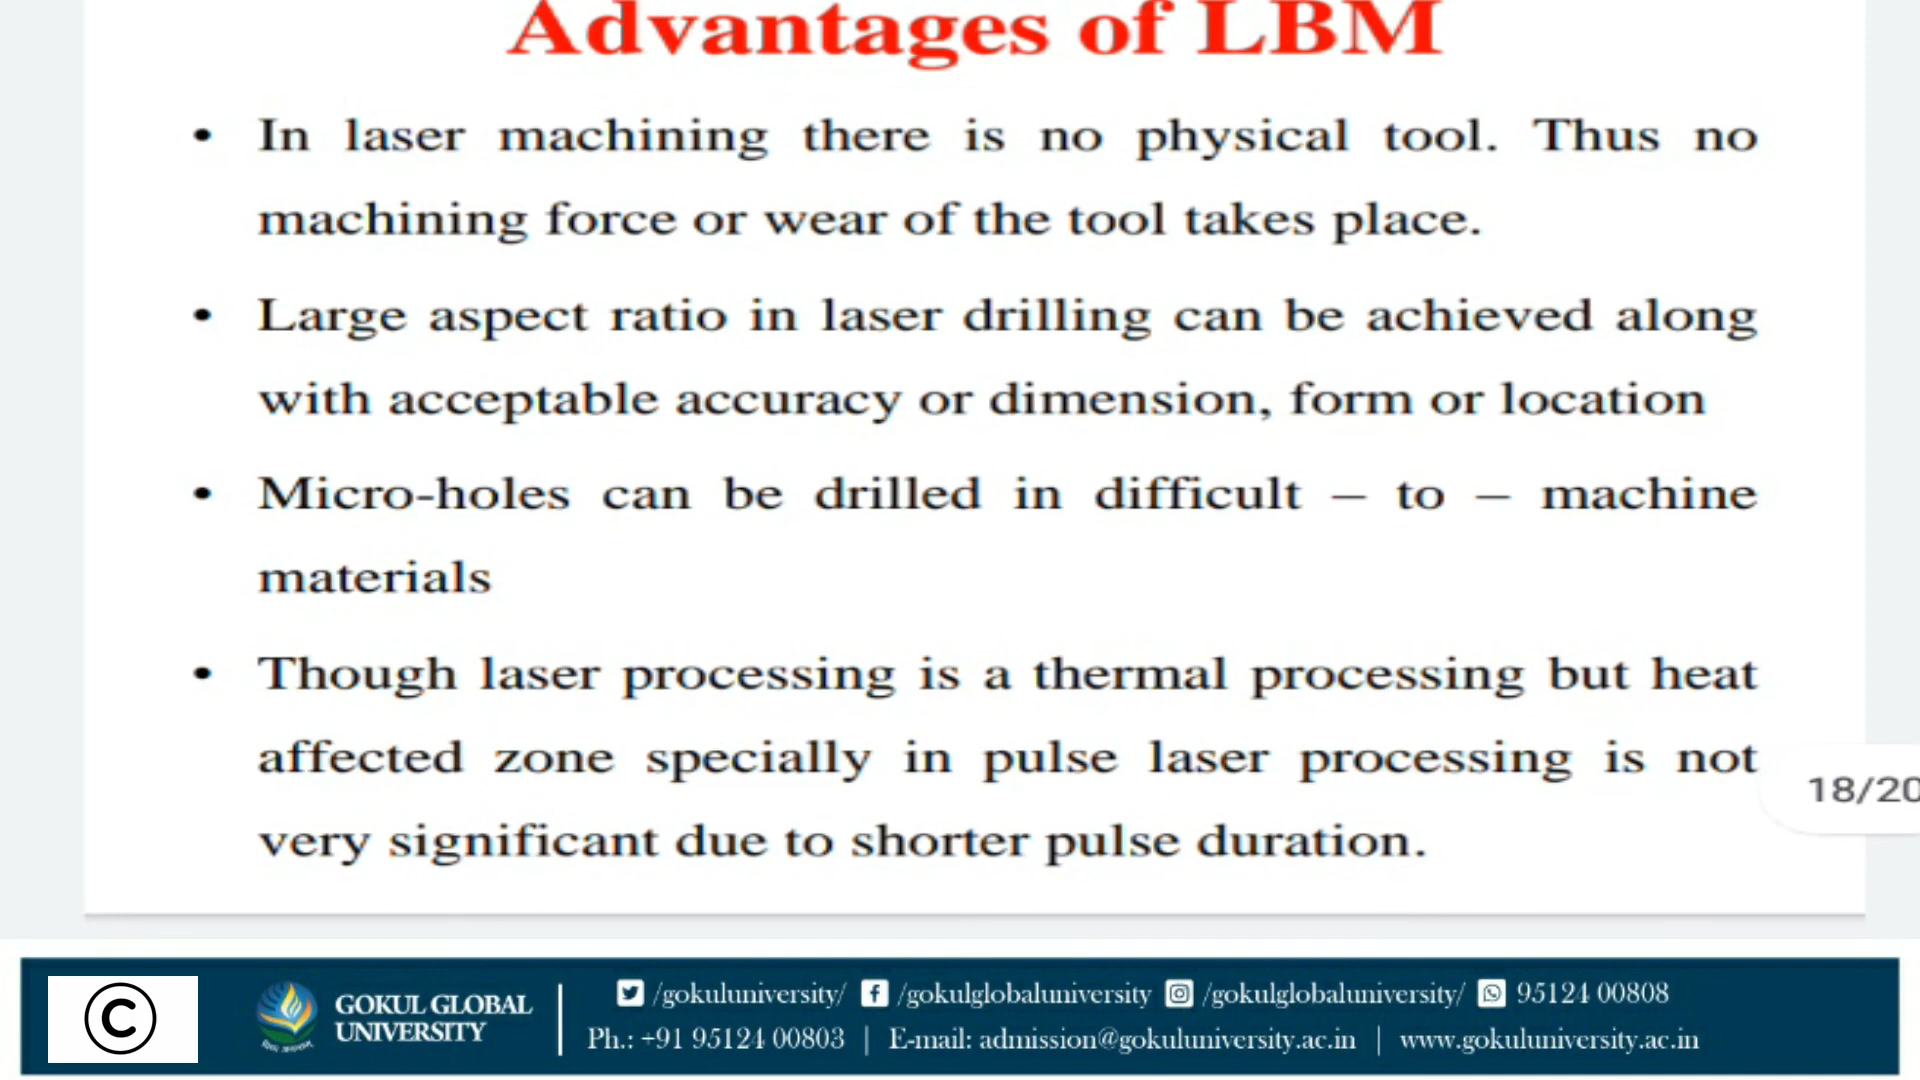 Advantages of LBM
• In laser machining there is no physical tool. Thus no
machining force or wear of the tool takes place.
• Large aspect ratio in laser drilling can be achieved along
with acceptable accuracy or dimension, form or location
• Micro-holes can be drilled in difficult – to – machine
materials
• Though laser processing is a thermal processing but heat
affected zone specially in pulse laser processing is not
very significant due to shorter pulse duration.
18/20
©
GOKUL GLOBAL
UNIVERSITY
/gokuluniversity/ /gokulglobaluniversity /gokulglobaluniversity/ 95124 00808
Ph.: +91 95124 00803 | E-mail: admission@gokuluniversity.ac.in | www.gokuluniversity.ac.in